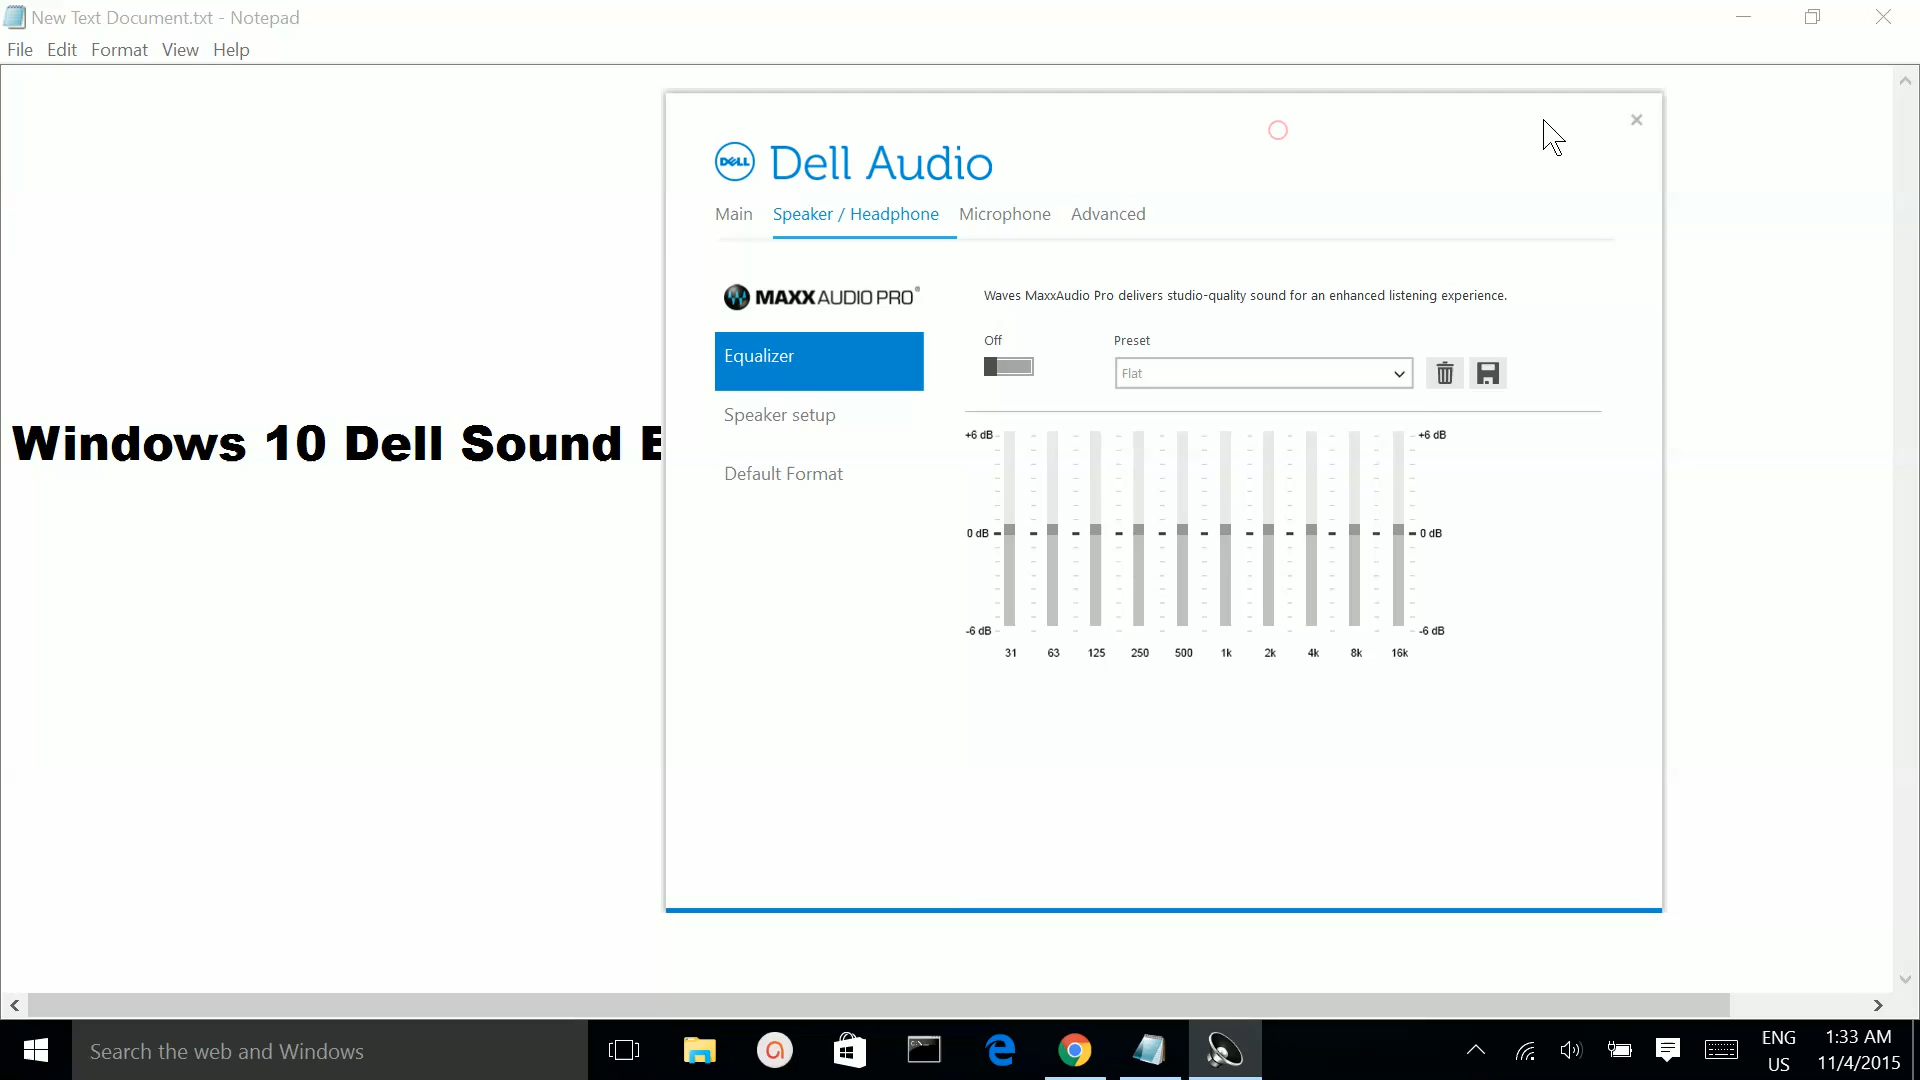 New Text Document.txt - Notepad
File Edit Format View Help
DELL Dell Audio
Main Speaker / Headphone Microphone Advanced
MAXXAUDIO PRO®
Waves MaxxAudio Pro delivers studio-quality sound for an enhanced listening experience.
Off Preset
Equalizer
Flat
Speaker setup
Default Format
Windows 10 Dell Sound E
+6 dB +6 dB
0 dB 0 dB
-6 dB -6 dB
31 63 125 250 500 1k 2k 4k 8k 16k
Search the web and Windows
ENG
US
1:33 AM
11/4/2015